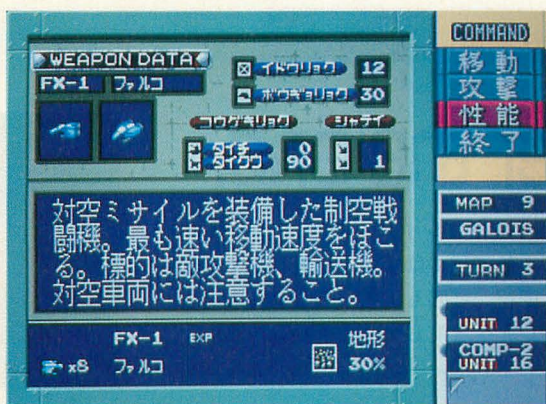 WEAPON DATA
FX-1 ファルコ
イドウリョク 12
ボウギョリョク 30
コウゲキリョク シャテイ
タイチ 0
タイクウ 90 1
対空ミサイルを装備した制空戦
闘機。最も速い移動速度をほこ
る。標的は敵攻撃機、輸送機。
対空車両には注意すること。
FX-1 EXP 地形
x8 ファルコ 30%
COMMAND
移動
攻撃
性能
終了
MAP 9
GALOIS
TURN 3
UNIT 12
COMP-2
UNIT 16